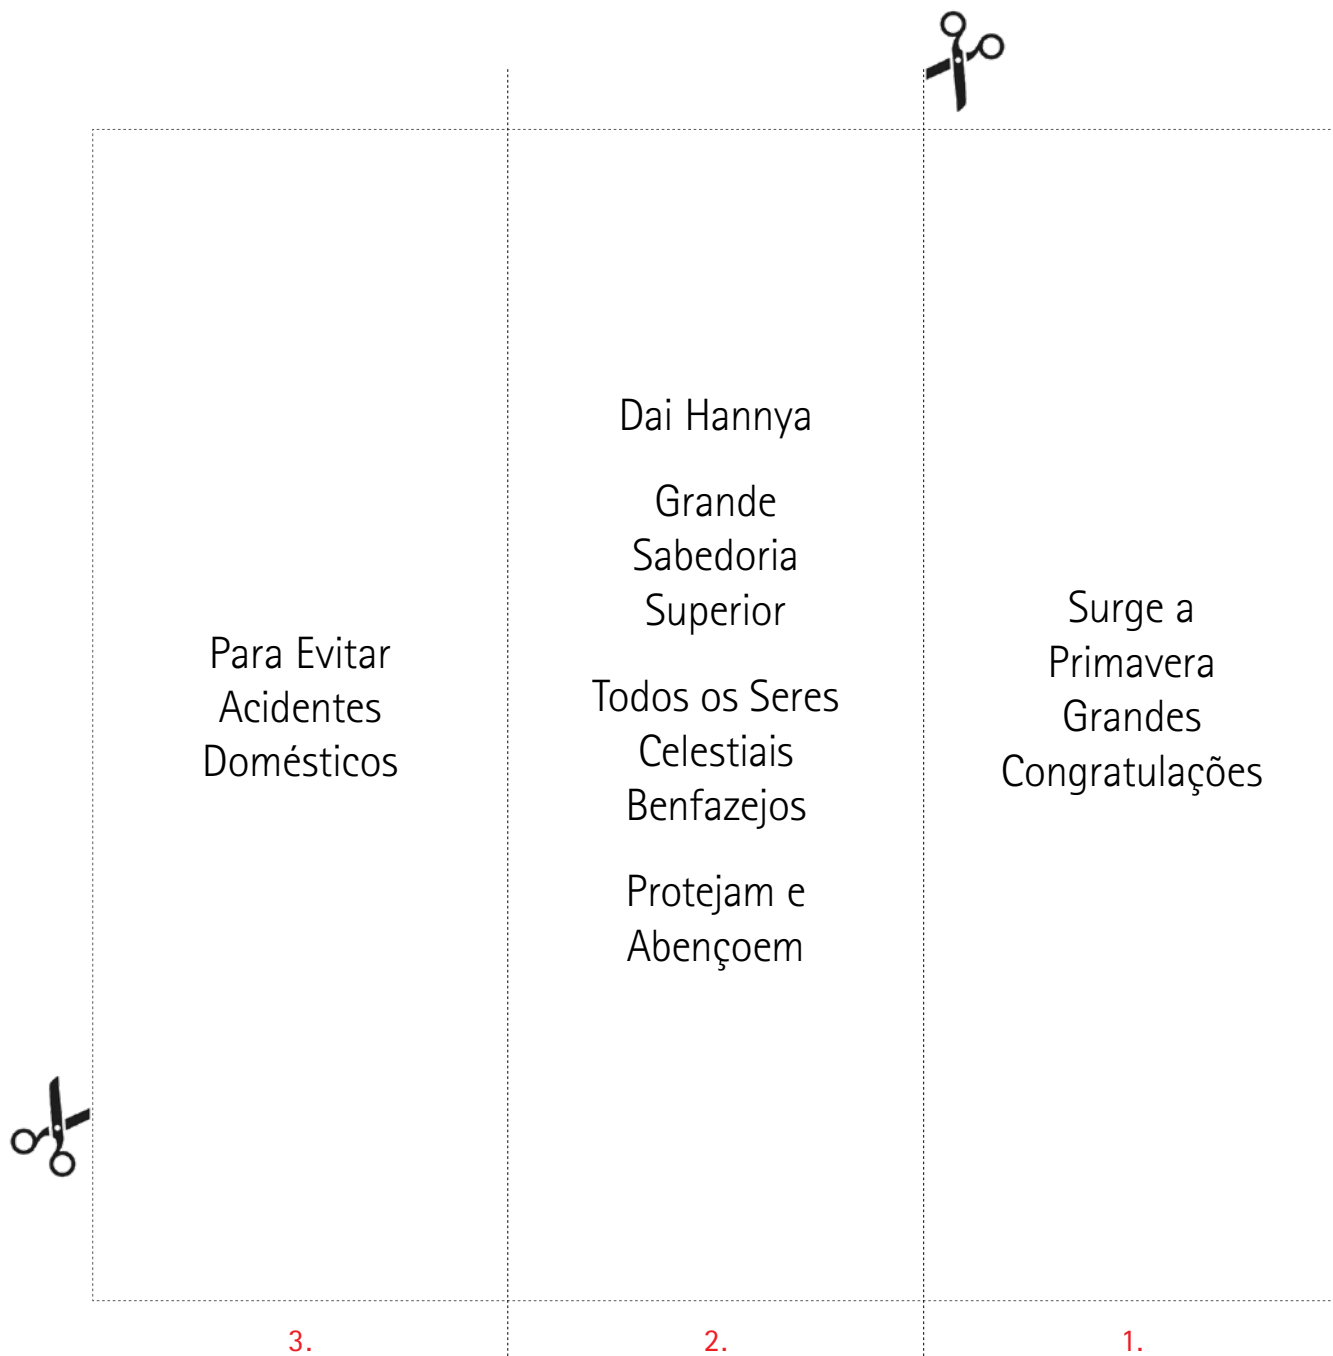 Para Evitar
Acidentes
Domésticos
3.
Dai Hannya
Grande
Sabedoria
Superior
Todos os Seres
Celestiais
Benfazejos
Protejam e
Abençoem
2.
Surge a
Primavera
Grandes
Congratulações
1.